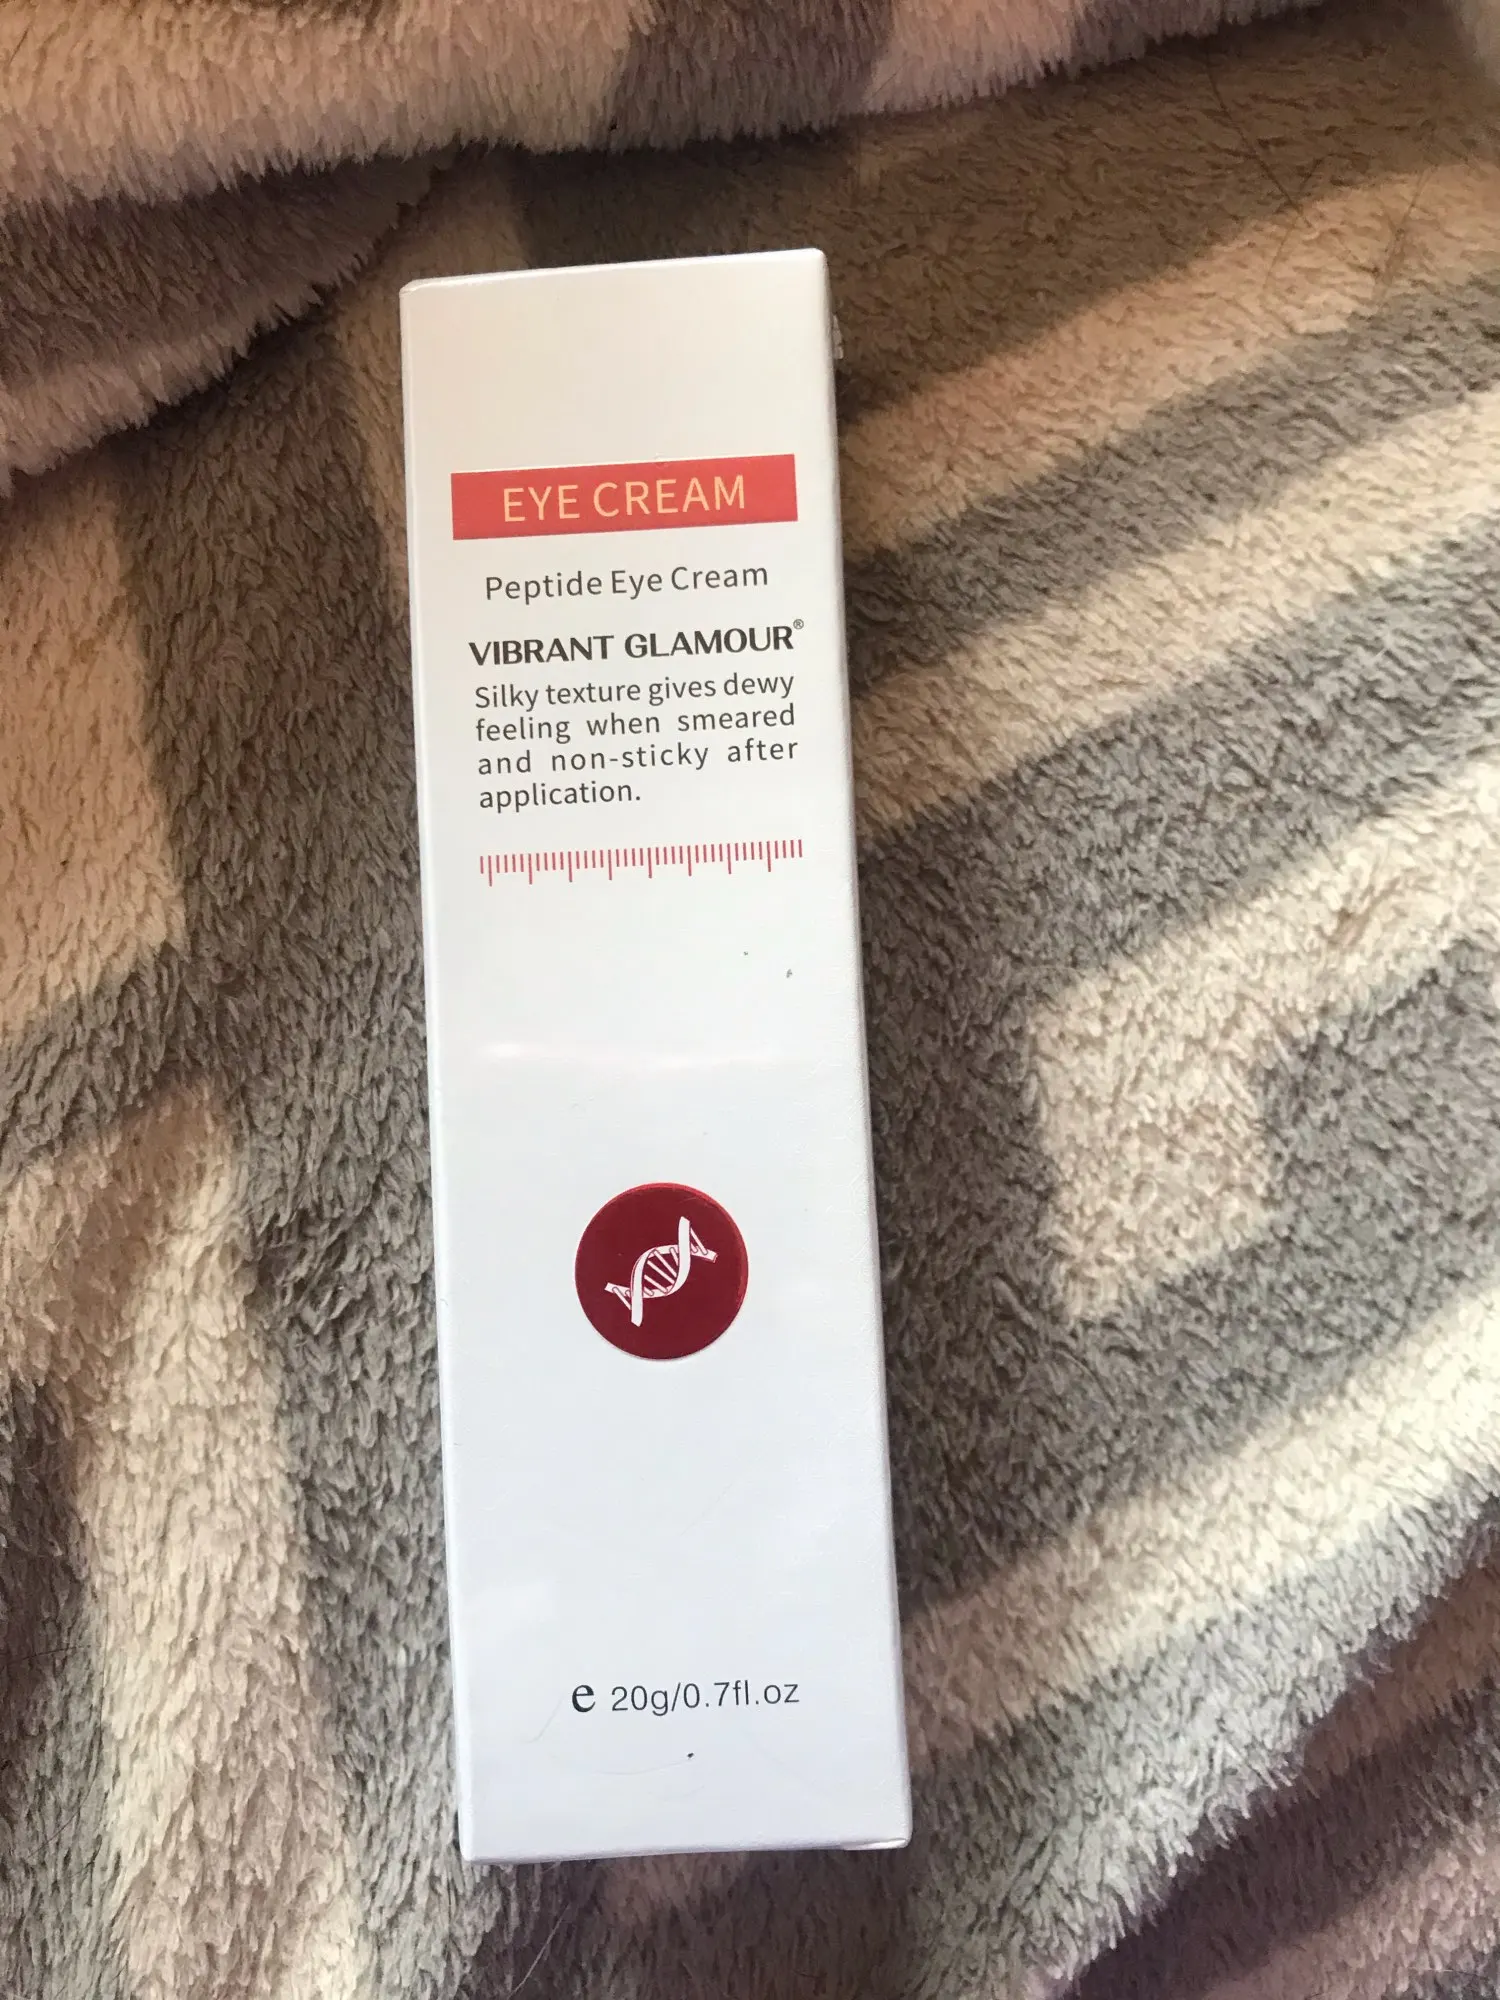 EYE CREAM
Peptide Eye Cream
VIBRANT GLAMOUR®
Silky texture gives dewy
feeling when smeared
and non-sticky after
application.
e 20g/0.7fl.oz